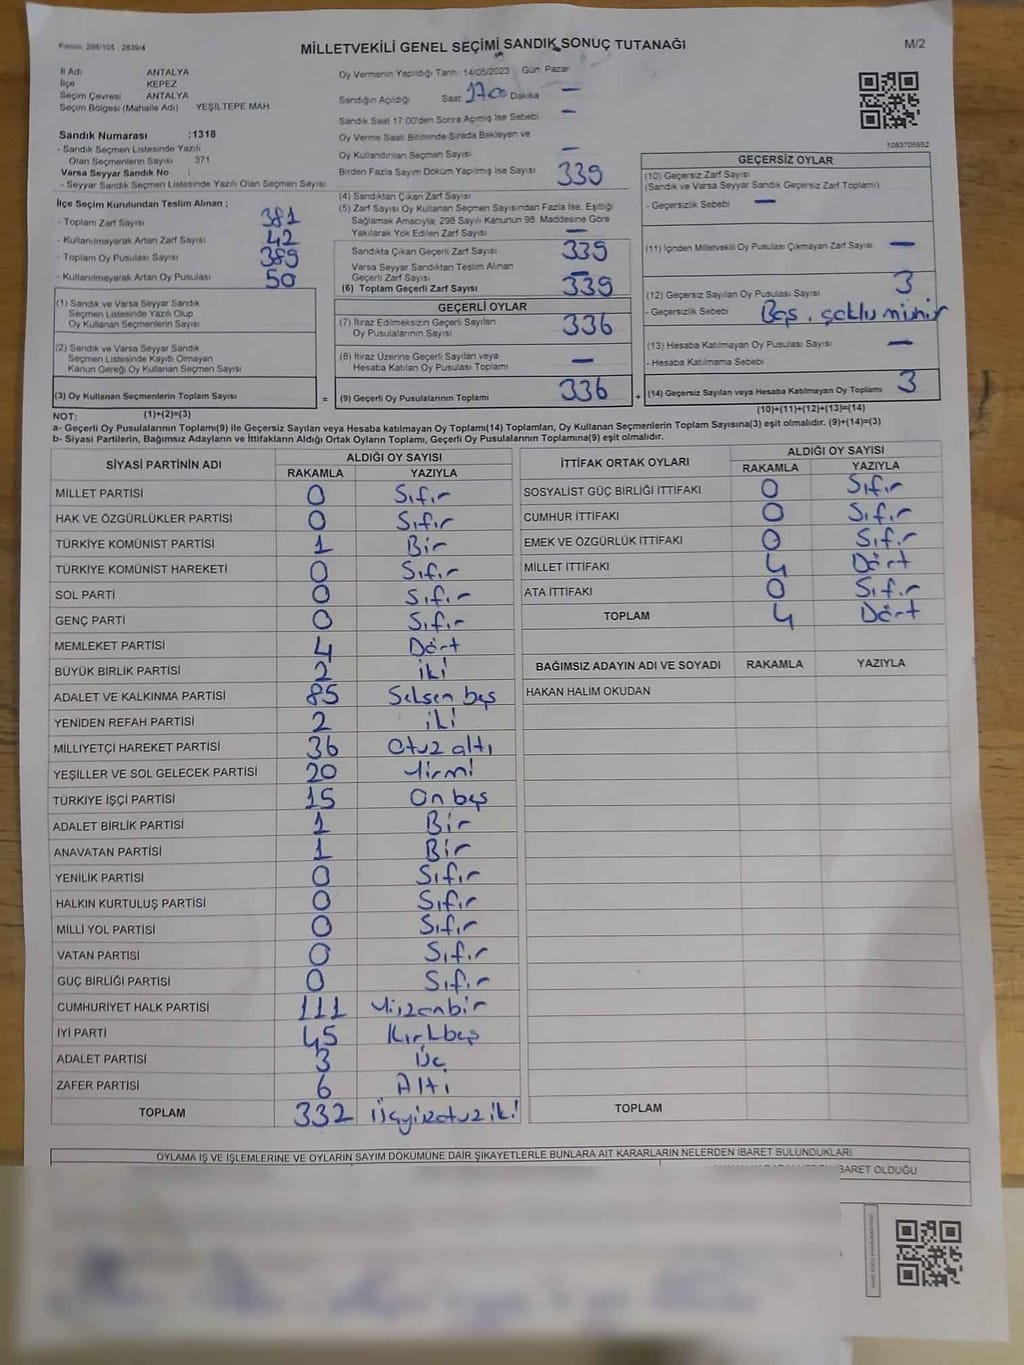 Kanun: 298/105 , 2839/4
MİLLETVEKİLİ GENEL SEÇİMİ SANDIK SONUÇ TUTANAĞI
M/2
İl Adı ANTALYA
İlçe KEPEZ
Seçim Çevresi ANTALYA
Seçim Bölgesi (Mahalle Adı) YEŞİLTEPE MAH
Sandık Numarası :1318
- Sandık Seçmen Listesinde Yazılı
Olan Seçmenlerin Sayısı 371
Varsa Seyyar Sandık No :
- Seyyar Sandık Seçmen Listesinde Yazılı Olan Seçmen Sayısı
İlçe Seçim Kurulundan Teslim Alınan ;
- Toplam Zarf Sayısı 381
- Kullanılmayarak Artan Zarf Sayısı 42
- Toplam Oy Pusulası Sayısı 389
- Kullanılmayarak Artan Oy Pusulası 50
(1) Sandık ve Varsa Seyyar Sandık
Seçmen Listesinde Yazılı Olup
Oy Kullanan Seçmenlerin Sayısı
(2) Sandık ve Varsa Seyyar Sandık
Seçmen Listesinde Kayıtlı Olmayan
Kanun Gereği Oy Kullanan Seçmen Sayısı
(3) Oy Kullanan Seçmenlerin Toplam Sayısı =
Oy Vermenin Yapıldığı Tarih: 14/05/2023 Gün: Pazar
Sandığın Açıldığı Saat 17.00 Dakika —
Sandık Saat 17:00'den Sonra Açılmış İse Sebebi —
Oy Verme Saati Bitiminde Sırada Bekleyen ve
Oy Kullandırılan Seçmen Sayısı —
Birden Fazla Sayım Döküm Yapılmış İse Sayısı 339
(4) Sandıktan Çıkan Zarf Sayısı
(5) Zarf Sayısı Oy Kullanan Seçmen Sayısından Fazla İse, Eşitliği
Sağlamak Amacıyla, 298 Sayılı Kanunun 98. Maddesine Göre
Yakılarak Yok Edilen Zarf Sayısı —
Sandıkta Çıkan Geçerli Zarf Sayısı 339
Varsa Seyyar Sandıktan Teslim Alınan
Geçerli Zarf Sayısı —
(6) Toplam Geçerli Zarf Sayısı 339
GEÇERLİ OYLAR
(7) İtiraz Edilmeksizin Geçerli Sayılan
Oy Pusulalarının Sayısı 336
(8) İtiraz Üzerine Geçerli Sayılan veya
Hesaba Katılan Oy Pusulası Toplamı —
(9) Geçerli Oy Pusulalarının Toplamı 336 +
1083705952
GEÇERSİZ OYLAR
(10) Geçersiz Zarf Sayısı
(Sandık ve Varsa Seyyar Sandık Geçersiz Zarf Toplamı)
- Geçersizlik Sebebi —
(11) İçinden Milletvekili Oy Pusulası Çıkmayan Zarf Sayısı —
(12) Geçersiz Sayılan Oy Pusulası Sayısı 3
- Geçersizlik Sebebi Boş,
(13) Hesaba Katılmayan Oy Pusulası Sayısı —
- Hesaba Katılmama Sebebi
(14) Geçersiz Sayılan veya Hesaba Katılmayan Oy Toplamı 3
(10)+(11)+(12)+(13)=(14)
NOT: (1)+(2)=(3)
a- Geçerli Oy Pusulalarının Toplamı(9) ile Geçersiz Sayılan veya Hesaba katılmayan Oy Toplamı(14) Toplamları, Oy Kullanan Seçmenlerin Toplam Sayısına(3) eşit olmalıdır. (9)+(14)=(3)
b- Siyasi Partilerin, Bağımsız Adayların ve İttifakların Aldığı Ortak Oyların Toplamı, Geçerli Oy Pusulalarının Toplamına(9) eşit olmalıdır.
SİYASİ PARTİNİN ADI ALDIĞI OY SAYISI
RAKAMLA YAZIYLA
MİLLET PARTİSİ 0 Sıfır
HAK VE ÖZGÜRLÜKLER PARTİSİ 0 Sıfır
TÜRKİYE KOMÜNİST PARTİSİ 1 Bir
TÜRKİYE KOMÜNİST HAREKETİ 0 Sıfır
SOL PARTİ 0 Sıfır
GENÇ PARTİ 0 Sıfır
MEMLEKET PARTİSİ 4 Dört
BÜYÜK BİRLİK PARTİSİ 2 iki
ADALET VE KALKINMA PARTİSİ 85 Seksen beş
YENİDEN REFAH PARTİSİ 2 iki
MİLLİYETÇİ HAREKET PARTİSİ 36 Otuz altı
YEŞİLLER VE SOL GELECEK PARTİSİ 20 Yirmi
TÜRKİYE İŞÇİ PARTİSİ 15 On beş
ADALET BİRLİK PARTİSİ 1 Bir
ANAVATAN PARTİSİ 1 Bir
YENİLİK PARTİSİ 0 Sıfır
HALKIN KURTULUŞ PARTİSİ 0 Sıfır
MİLLİ YOL PARTİSİ 0 Sıfır
VATAN PARTİSİ 0 Sıfır
GÜÇ BİRLİĞİ PARTİSİ 0 Sıfır
CUMHURİYET HALK PARTİSİ 111 Yüzonbir
İYİ PARTİ 45 Kırkbeş
ADALET PARTİSİ 3 Üç
ZAFER PARTİSİ 6 Altı
TOPLAM 332 Üçyüzotuziki
İTTİFAK ORTAK OYLARI ALDIĞI OY SAYISI
RAKAMLA YAZIYLA
SOSYALİST GÜÇ BİRLİĞİ İTTİFAKI 0 Sıfır
CUMHUR İTTİFAKI 0 Sıfır
EMEK VE ÖZGÜRLÜK İTTİFAKI 0 Sıfır
MİLLET İTTİFAKI 4 Dört
ATA İTTİFAKI 0 Sıfır
TOPLAM 4 Dört
BAĞIMSIZ ADAYIN ADI VE SOYADI RAKAMLA YAZIYLA
HAKAN HALİM OKUDAN
TOPLAM
OYLAMA İŞ VE İŞLEMLERİNE VE OYLARIN SAYIM DÖKÜMÜNE DAİR ŞİKAYETLERLE BUNLARA AİT KARARLARIN NELERDEN İBARET BULUNDUKLARI
İBARET OLDUĞU